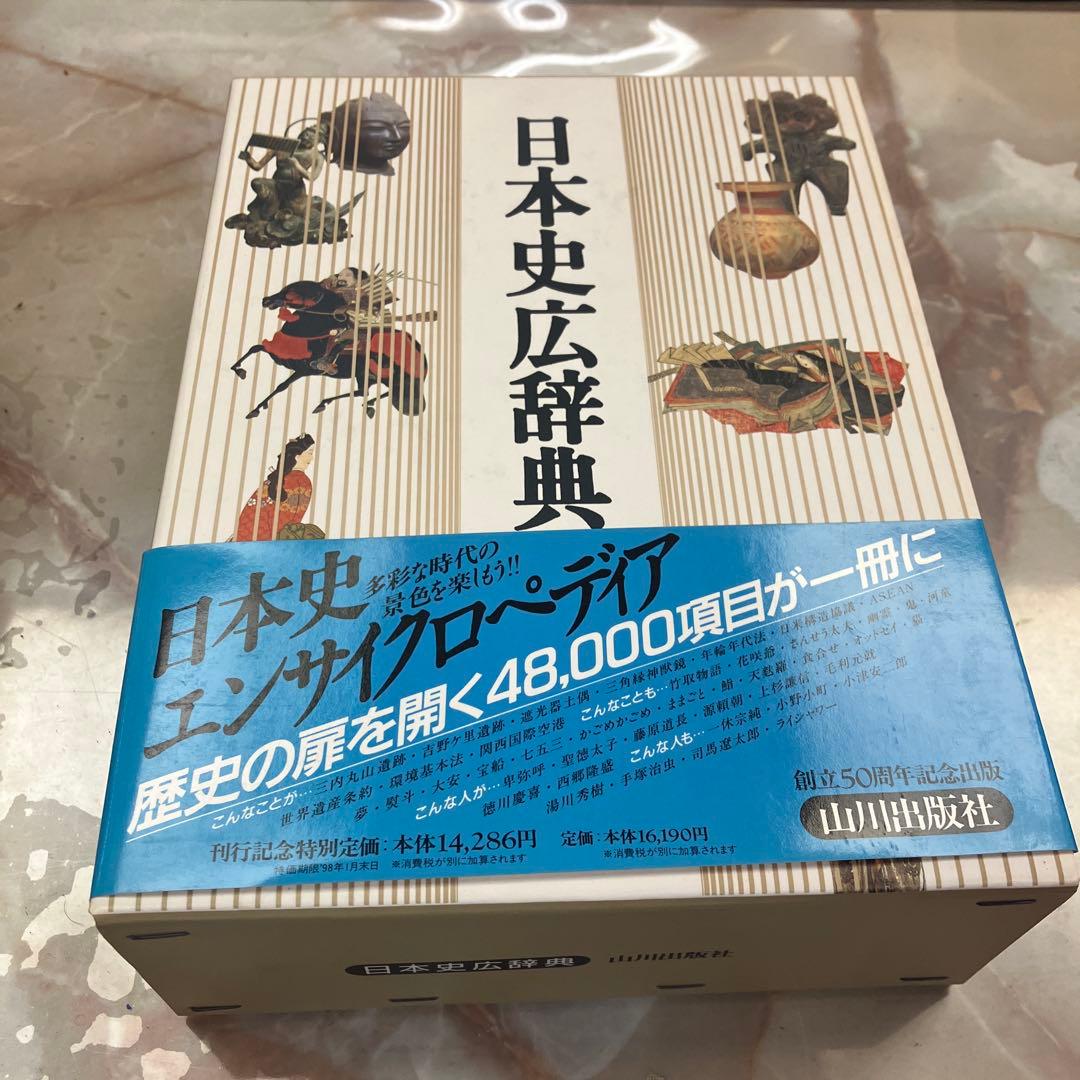 日本史広辞典
多彩な時代の
景色を楽しもう!!
日本史
エンサイクロペディア
歴史の扉を開く48,000項目が一冊に
こんなことが…三内丸山遺跡・吉野ケ里遺跡・遮光器土偶・三角縁神獣鏡・年輪年代法・日米構造協議・ASEAN
世界遺産条約・環境基本法・関西国際空港 こんなことも…竹取物語・花咲爺・さんせう太夫・幽霊・鬼・河童
夢・熨斗・大安・宝船・七五三・かごめかごめ・ままごと・鮨・天麩羅・食合せ・オットセイ・猫
こんな人が…卑弥呼・聖徳太子・藤原道長・源頼朝・上杉謙信・毛利元就
徳川慶喜・西郷隆盛 こんな人も…一休宗純・小野小町・小津安二郎
湯川秀樹・手塚治虫・司馬遼太郎・ライシャワー
創立50周年記念出版
山川出版社
刊行記念特別定価:本体14,286円 定価:本体16,190円
特価期限'98年1月末日 ※消費税が別に加算されます ※消費税が別に加算されます
日本史広辞典 山川出版社